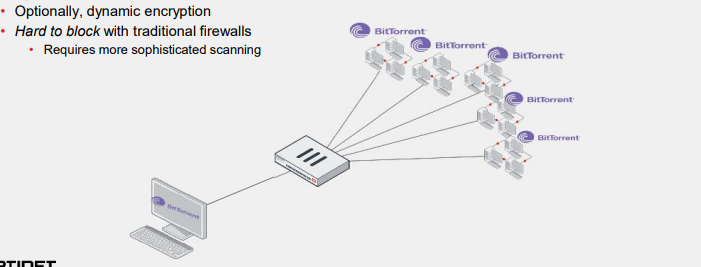 • Optionally, dynamic encryption
• Hard to block with traditional firewalls
• Requires more sophisticated scanning
BitTorrent
BitTorrent
BitTorrent
BitTorrent
BitTorrent
BitTorrent